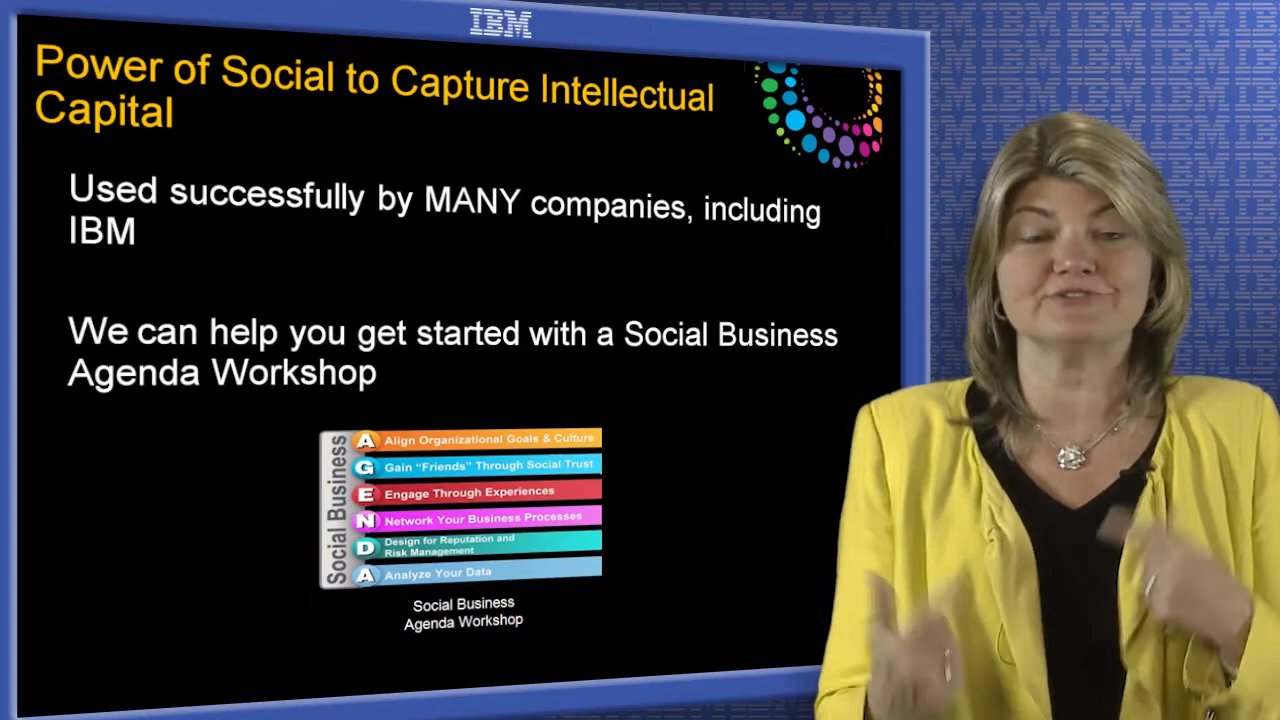 IBM
Power of Social to Capture Intellectual
Capital
Used successfully by MANY companies, including
IBM
We can help you get started with a Social Business
Agenda Workshop
Social Business
A Align Organizational Goals & Culture
G Gain “Friends” Through Social Trust
E Engage Through Experiences
N Network Your Business Processes
D Design for Reputation and
Risk Management
A Analyze Your Data
Social Business
Agenda Workshop